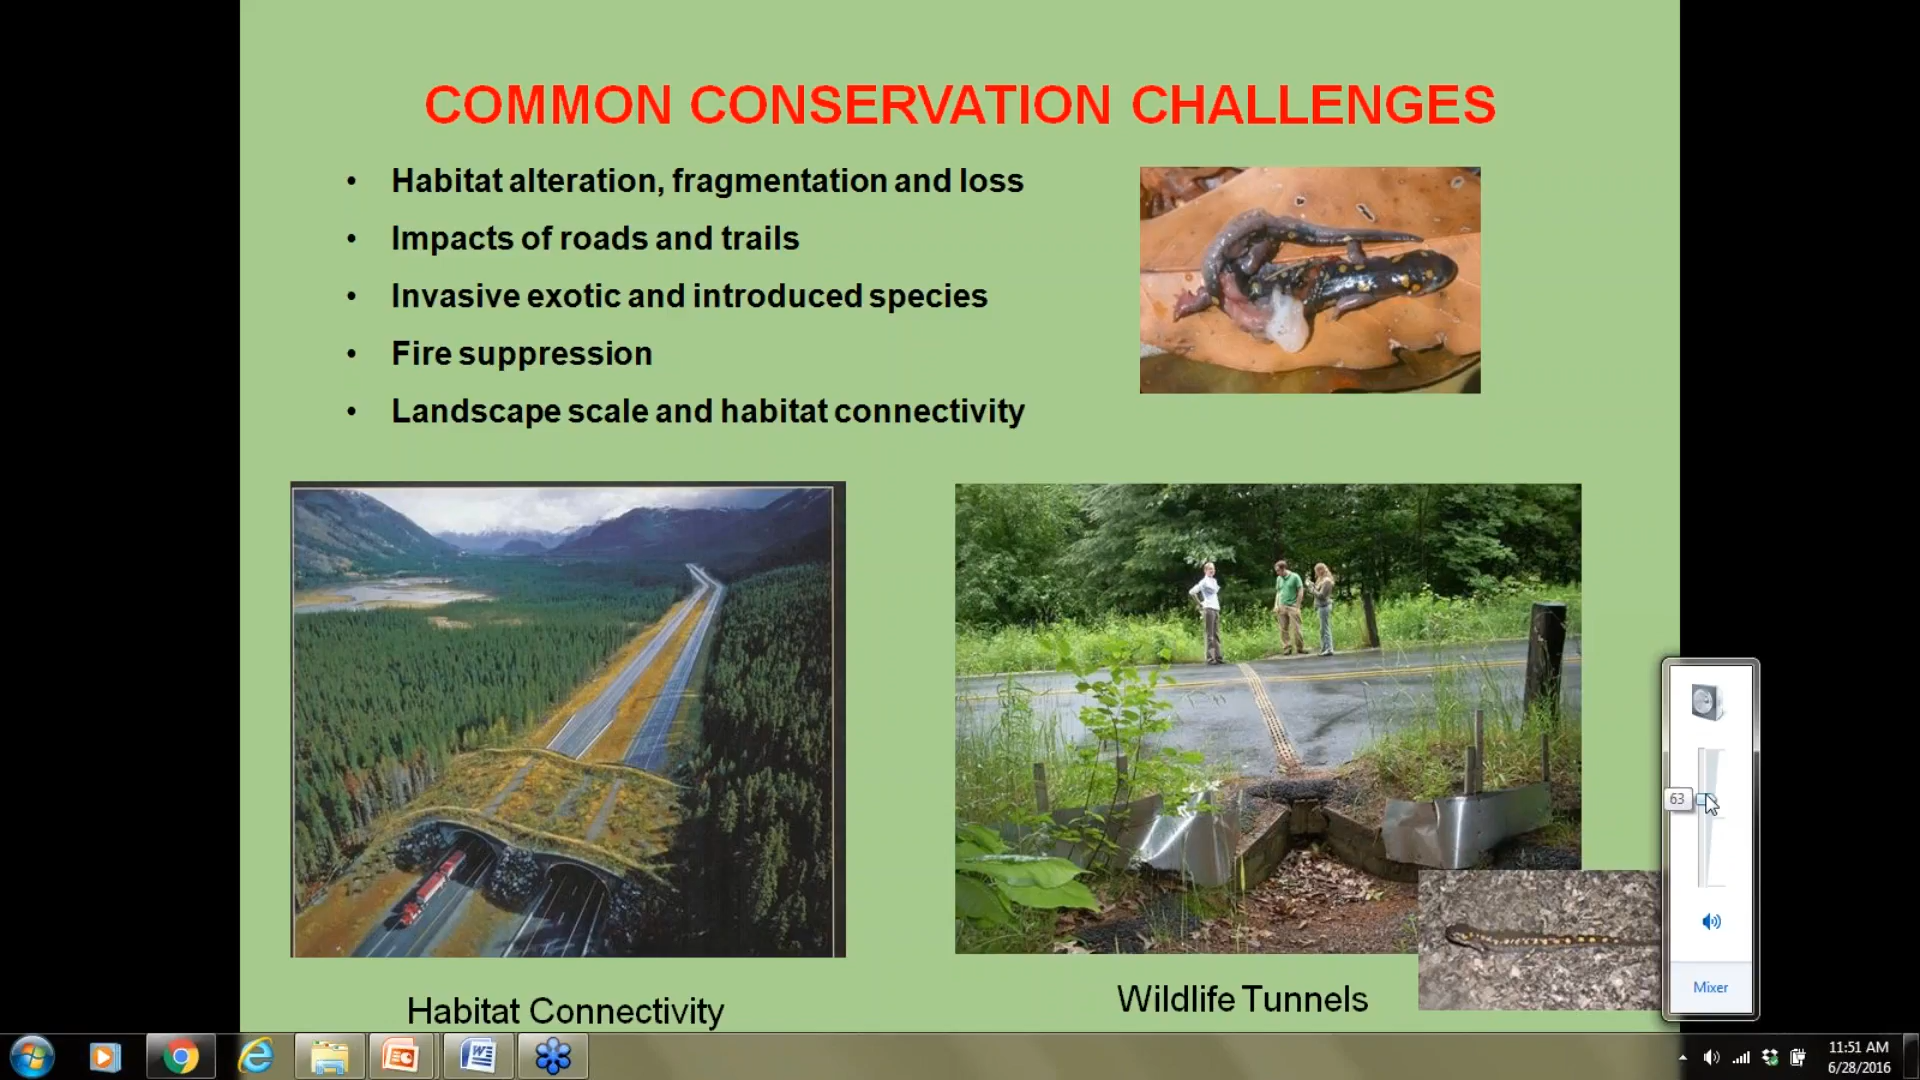 COMMON CONSERVATION CHALLENGES
• Habitat alteration, fragmentation and loss
• Impacts of roads and trails
• Invasive exotic and introduced species
• Fire suppression
• Landscape scale and habitat connectivity
Habitat Connectivity
Wildlife Tunnels
63
Mixer
11:51 AM
6/28/2016